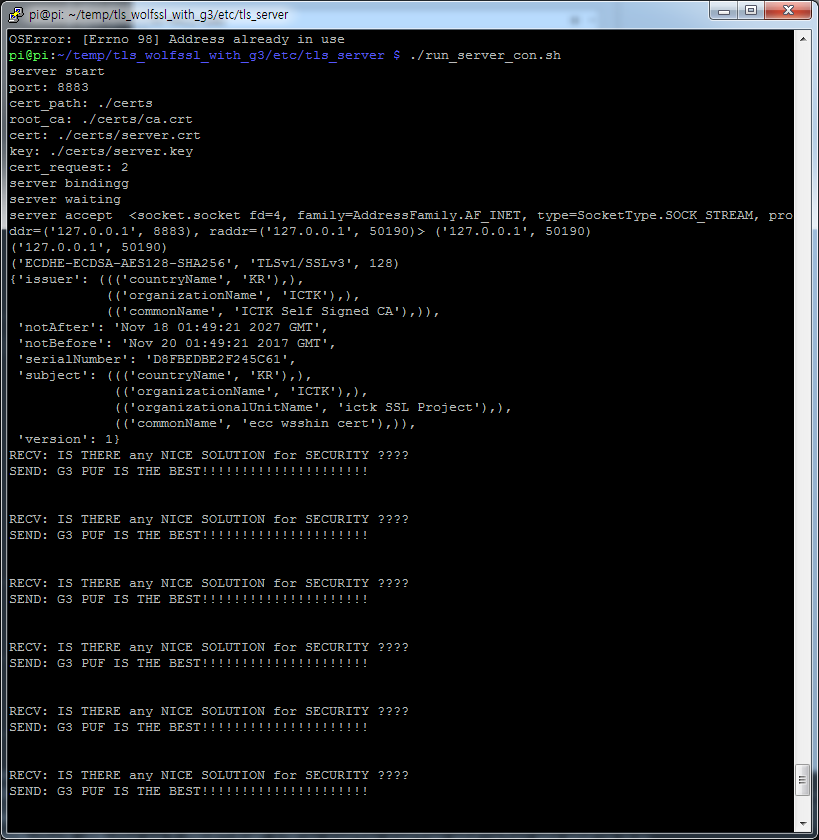 pi@pi: ~/temp/tls_wolfssl_with_g3/etc/tls_server
OSError: [Errno 98] Address already in use
pi@pi:~/temp/tls_wolfssl_with_g3/etc/tls_server $ ./run_server_con.sh
server start
port: 8883
cert_path: ./certs
root_ca: ./certs/ca.crt
cert: ./certs/server.crt
key: ./certs/server.key
cert_request: 2
server bindingg
server waiting
server accept  <socket.socket fd=4, family=AddressFamily.AF_INET, type=SocketType.SOCK_STREAM, pro
ddr=('127.0.0.1', 8883), raddr=('127.0.0.1', 50190)> ('127.0.0.1', 50190)
('127.0.0.1', 50190)
('ECDHE-ECDSA-AES128-SHA256', 'TLSv1/SSLv3', 128)
{'issuer': ((('countryName', 'KR'),),
(('organizationName', 'ICTK'),),
(('commonName', 'ICTK Self Signed CA'),)),
'notAfter': 'Nov 18 01:49:21 2027 GMT',
'notBefore': 'Nov 20 01:49:21 2017 GMT',
'serialNumber': 'D8FBEDBE2F245C61',
'subject': ((('countryName', 'KR'),),
(('organizationName', 'ICTK'),),
(('organizationalUnitName', 'ictk SSL Project'),),
(('commonName', 'ecc wsshin cert'),)),
'version': 1}
RECV: IS THERE any NICE SOLUTION for SECURITY ????
SEND: G3 PUF IS THE BEST!!!!!!!!!!!!!!!!!!!!!
RECV: IS THERE any NICE SOLUTION for SECURITY ????
SEND: G3 PUF IS THE BEST!!!!!!!!!!!!!!!!!!!!!
RECV: IS THERE any NICE SOLUTION for SECURITY ????
SEND: G3 PUF IS THE BEST!!!!!!!!!!!!!!!!!!!!!
RECV: IS THERE any NICE SOLUTION for SECURITY ????
SEND: G3 PUF IS THE BEST!!!!!!!!!!!!!!!!!!!!!
RECV: IS THERE any NICE SOLUTION for SECURITY ????
SEND: G3 PUF IS THE BEST!!!!!!!!!!!!!!!!!!!!!
RECV: IS THERE any NICE SOLUTION for SECURITY ????
SEND: G3 PUF IS THE BEST!!!!!!!!!!!!!!!!!!!!!